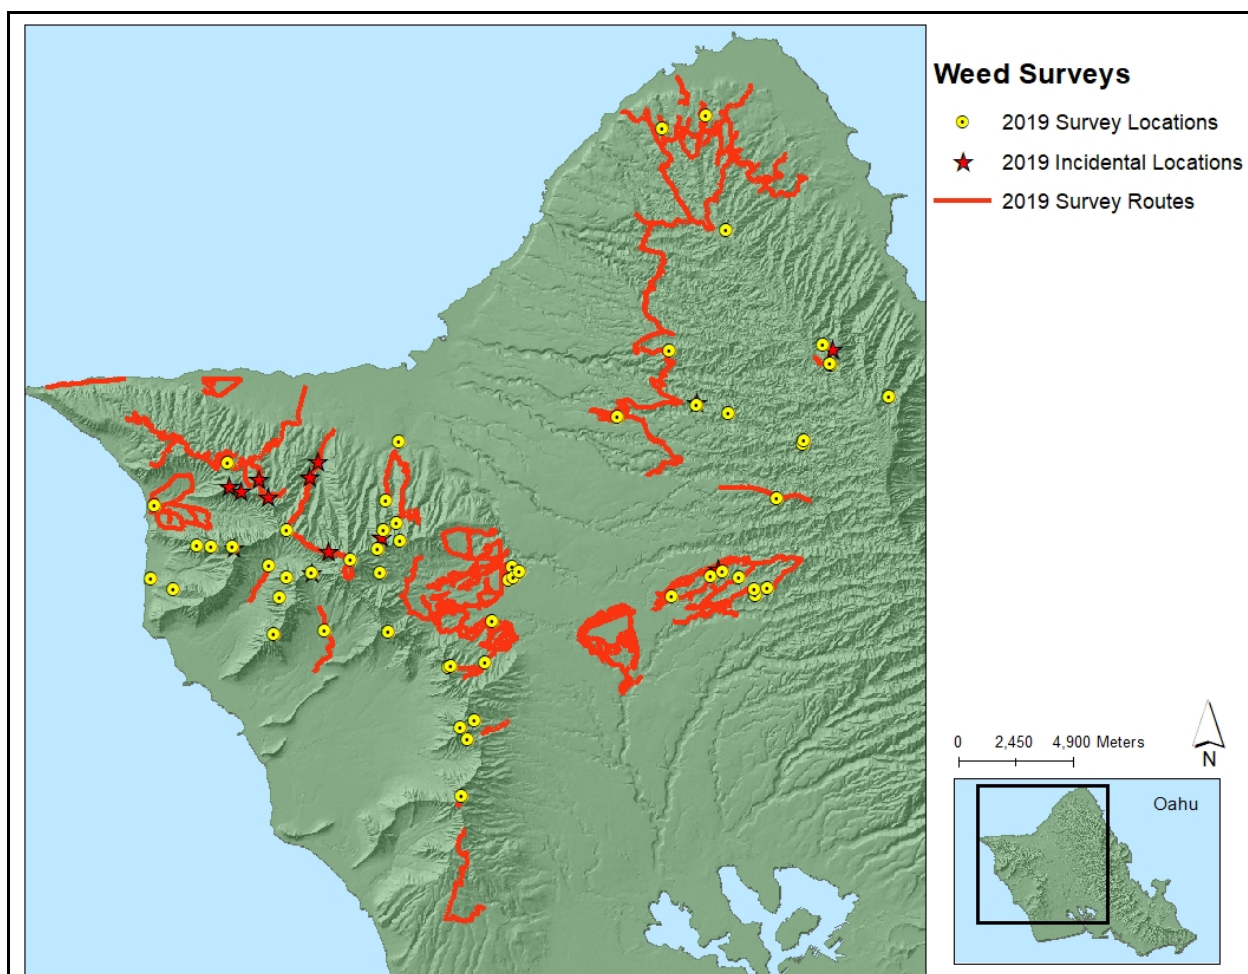 Weed Surveys
2019 Survey Locations
2019 Incidental Locations
2019 Survey Routes
0 2,450 4,900 Meters
N
Oahu